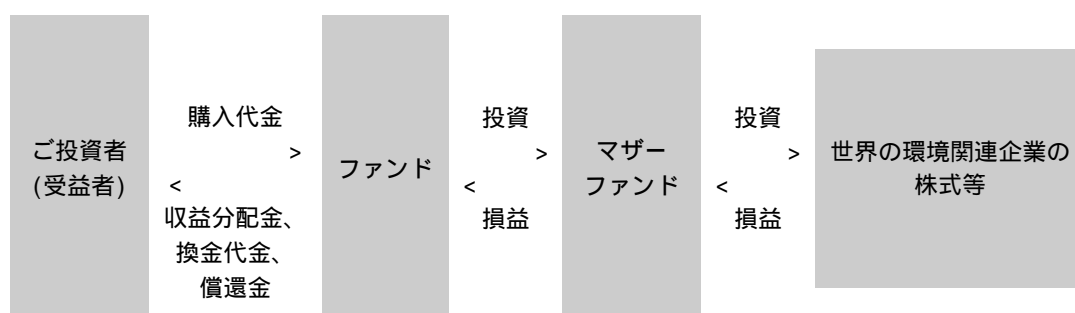 ご投資者
(受益者)
購入代金
>
<
収益分配金、
換金代金、
償還金
ファンド
投資
>
<
損益
マザー
ファンド
投資
>
<
損益
世界の環境関連企業の
株式等